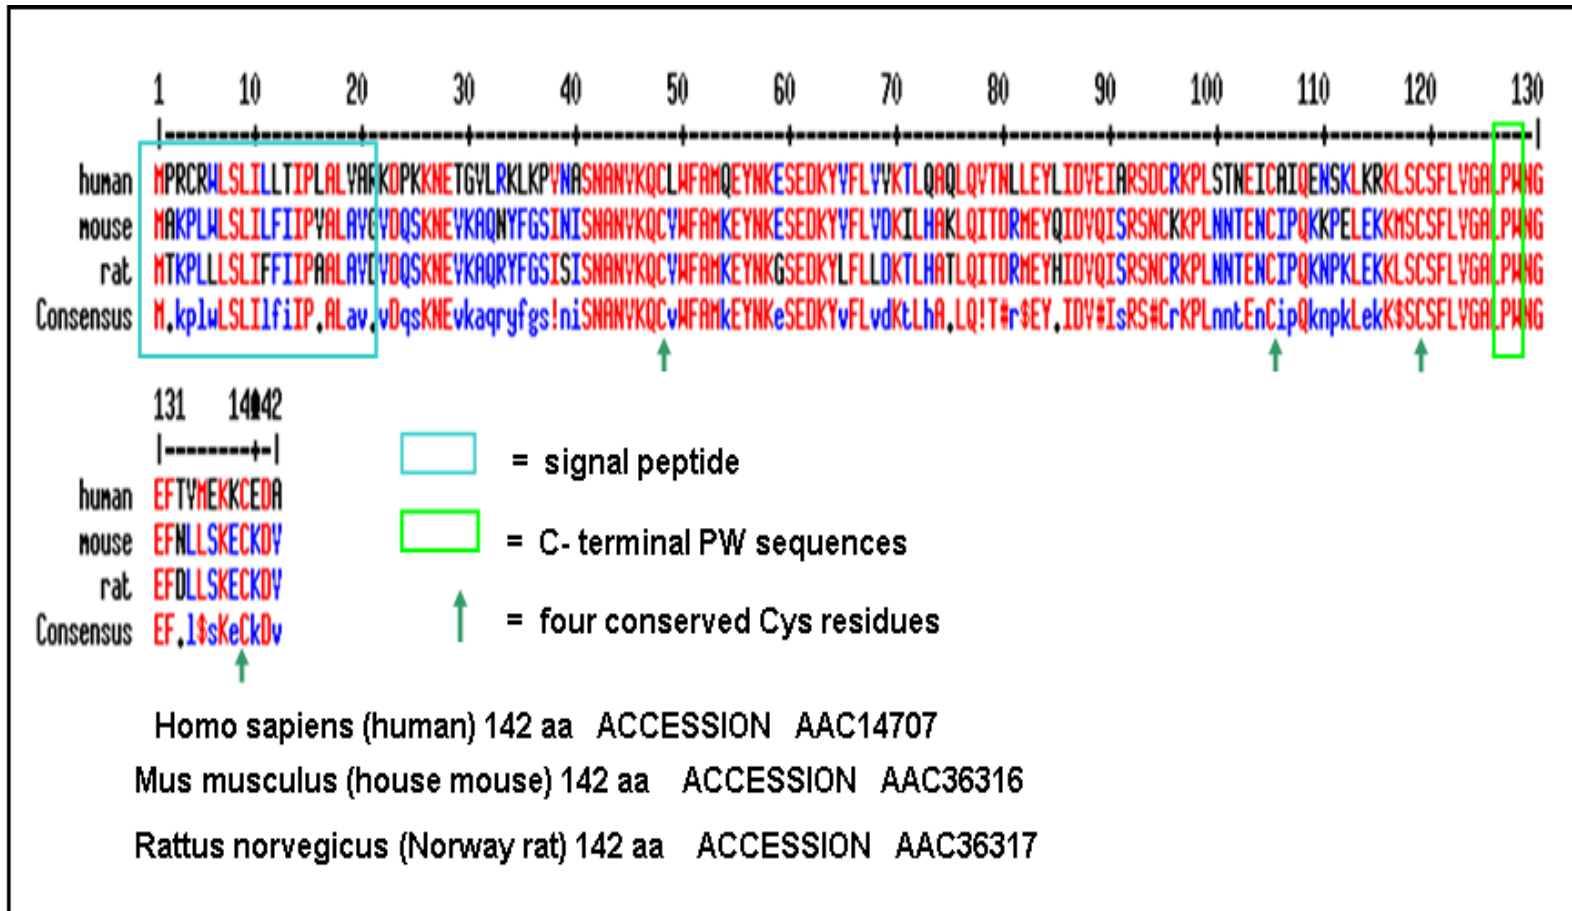 1 10 20 30 40 50 60 70 80 90 100 110 120 130
|---------+---------+---------+---------+---------+---------+---------+---------+---------+---------+---------+---------+---------|
human MPRCRWLSLILLTIPLALVARKDPKKNETGVLRKLKPVNASNANVKQCLWFAMQEYNKESEDKYVFLVVKTLQAQLQVTNLLEYLIDVEIARSDCRKPLSTNEICAIQENSKLKRKLSCSFLVGALPWNG
mouse MAKPLWLSLILFIIPVALAVGVDQSKNEVKAQNYFGSINISNANVKQCVWFAMKEYNKESEDKYVFLVDKILHAKLQITDRMEYQIDVQISRSNCKKPLNNTENCIPQKKPELEKKMSCSFLVGALPWNG
rat MTKPLLLSLIFFIIPAALAVDVDQSKNEVKAQRYFGSISISNANVKQCVWFAMKEYNKGSEDKYLFLLDKTLHATLQITDRMEYHIDVQISRSNCRKPLNNTENCIPQKNPKLEKKLSCSFLVGALPWNG
Consensus M.kplwLSLIlfiIP.ALav.vDqsKNEvkaqryfgs!niSNANVKQCvWFAMkEYNKeSEDKYvFLvdKtLhA.LQ!T#r$EY.IDV#IsRS#CrKPLnntEnCipQknpkLekK$SCSFLVGALPWNG
131 140 142
|--------+-|
human EFTVMEKKCEDA
mouse EFNLLSKECKDV
rat EFDLLSKECKDV
Consensus EF.l$sKeCkDv
= signal peptide
= C- terminal PW sequences
= four conserved Cys residues
Homo sapiens (human) 142 aa ACCESSION AAC14707
Mus musculus (house mouse) 142 aa ACCESSION AAC36316
Rattus norvegicus (Norway rat) 142 aa ACCESSION AAC36317